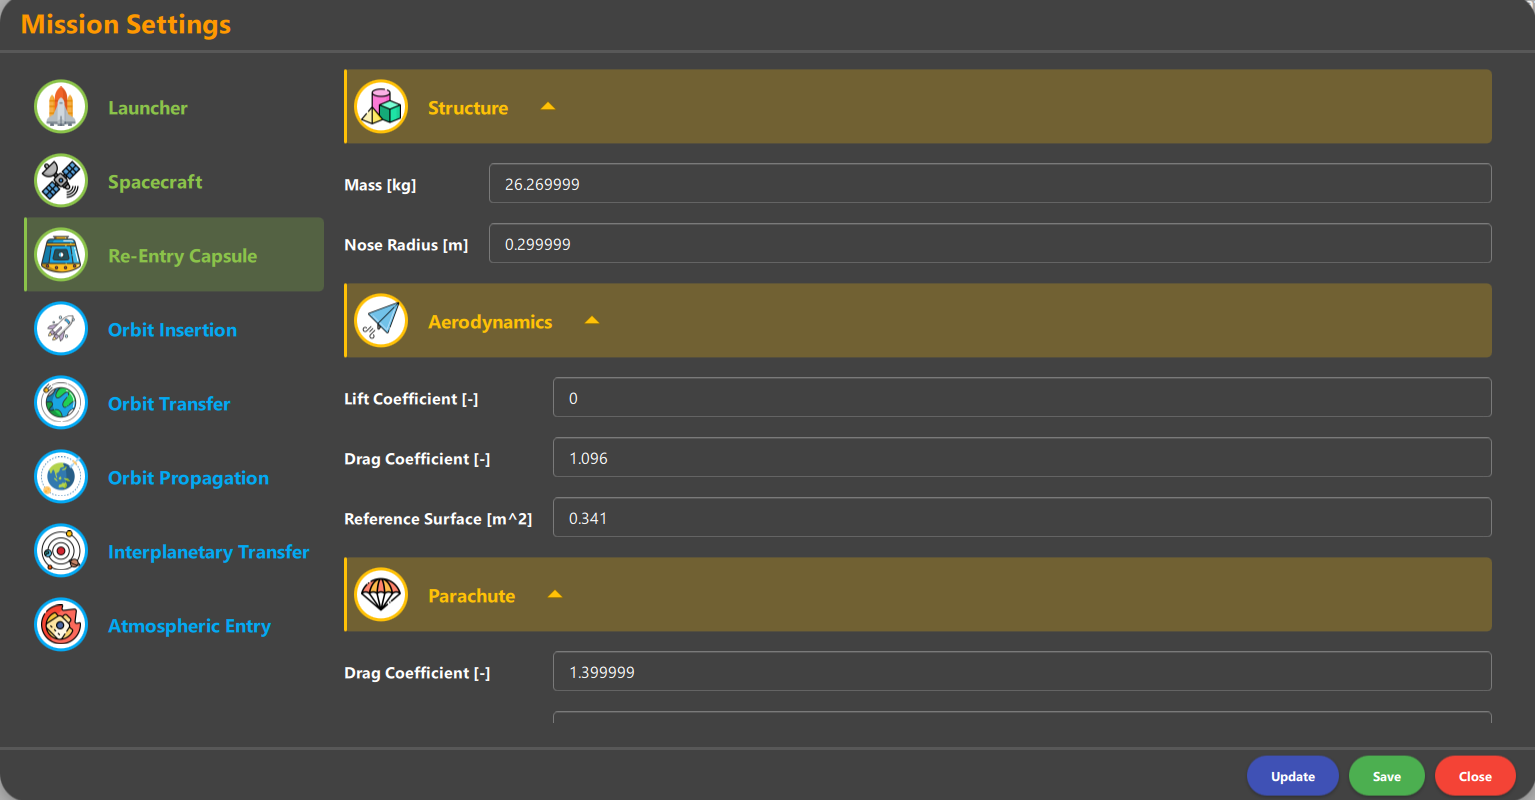 Mission Settings
Launcher
Spacecraft
Re-Entry Capsule
Orbit Insertion
Orbit Transfer
Orbit Propagation
Interplanetary Transfer
Atmospheric Entry
Structure
Mass [kg] 26.269999
Nose Radius [m] 0.299999
Aerodynamics
Lift Coefficient [-] 0
Drag Coefficient [-] 1.096
Reference Surface [m^2] 0.341
Parachute
Drag Coefficient [-] 1.399999
Update Save Close